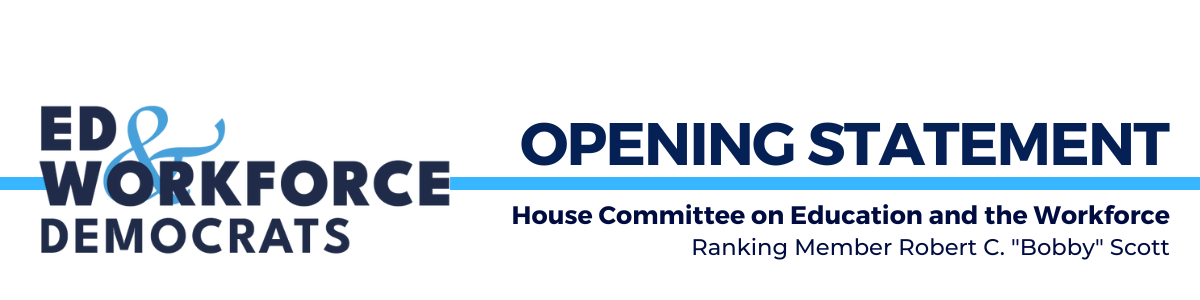 ED &
WORKFORCE
DEMOCRATS
OPENING STATEMENT
House Committee on Education and the Workforce
Ranking Member Robert C. "Bobby" Scott